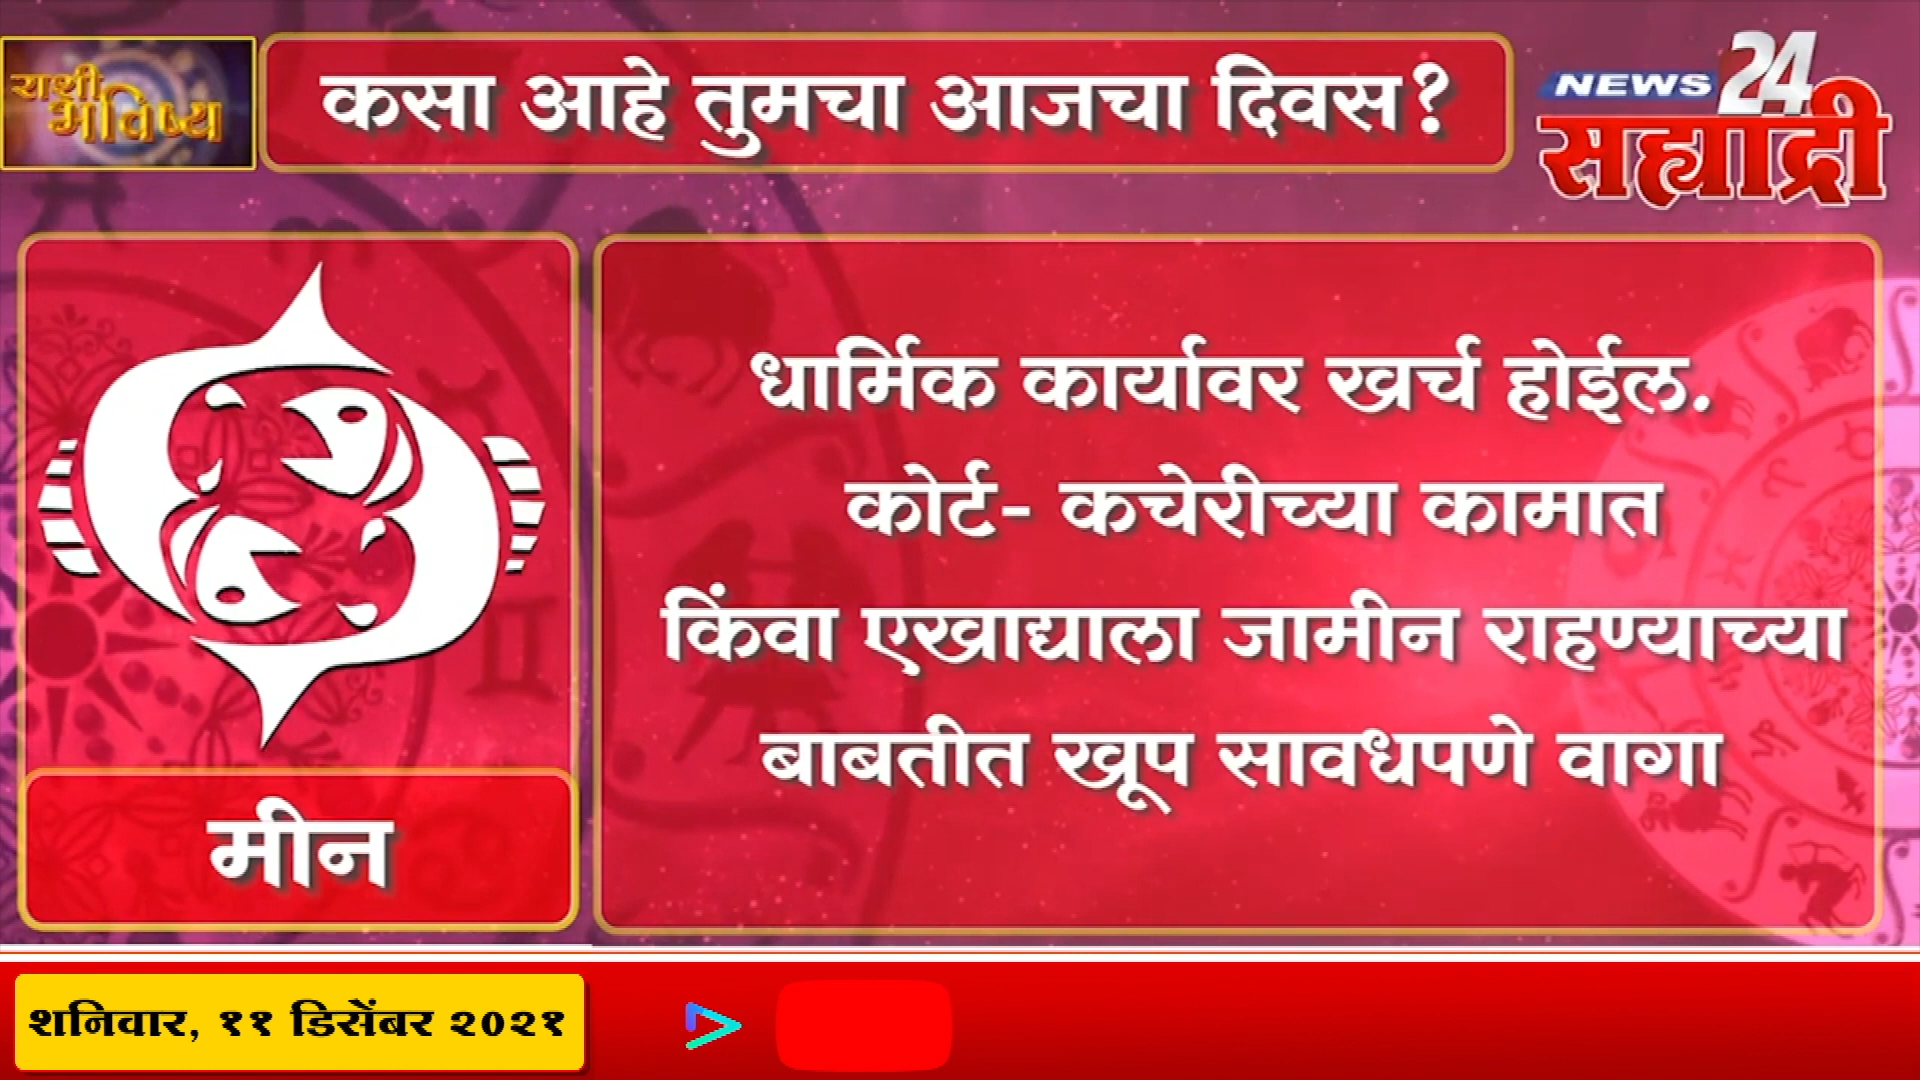 राशी
भविष्य
कसा आहे तुमचा आजचा दिवस?
NEWS 24
सह्याद्री
धार्मिक कार्यावर खर्च होईल.
कोर्ट- कचेरीच्या कामात
किंवा एखाद्याला जामीन राहण्याच्या
बाबतीत खूप सावधपणे वागा
मीन
शनिवार, ११ डिसेंबर २०२१